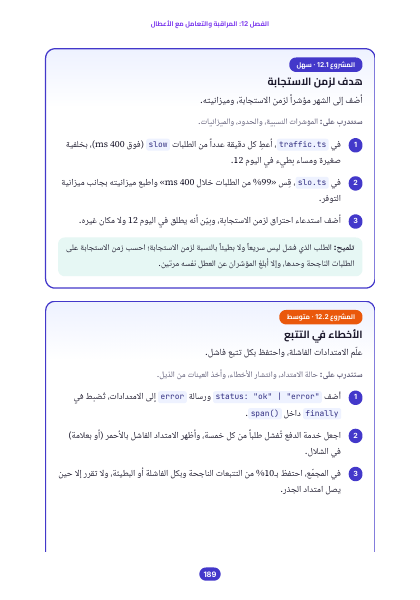 الفصل 12: المراقبة والتعامل مع الأعطال
المشروع 12.1 · سهل
هدف لزمن الاستجابة
أضف إلى الشهر مؤشراً لزمن الاستجابة، وميزانيته.
ستتدرب على: المؤشرات النسبية، والحدود، والميزانيات.
1 في traffic.ts، أعطِ كل دقيقة عدداً من الطلبات slow (فوق 400 ms)، بخلفية
صغيرة ومساء بطيء في اليوم 12.
2 في slo.ts، قِس «99% من الطلبات خلال 400 ms» واطبع ميزانيته بجانب ميزانية
التوفر.
3 أضف استدعاء احتراق لزمن الاستجابة، وبيّن أنه يطلق في اليوم 12 ولا مكان غيره.
تلميح: الطلب الذي فشل ليس سريعاً ولا بطيئاً بالنسبة لزمن الاستجابة؛ احسب زمن الاستجابة على
الطلبات الناجحة وحدها، وإلا أبلغ المؤشران عن العطل نفسه مرتين.
المشروع 12.2 · متوسط
الأخطاء في التتبع
علّم الامتدادات الفاشلة، واحتفظ بكل تتبع فاشل.
ستتدرب على: حالة الامتداد، وانتشار الأخطاء، وأخذ العينات من الذيل.
1 أضف status: "ok" | "error" ورسالة error إلى الامتدادات، تُضبط في
finally داخل span().
2 اجعل خدمة الدفع تُفشل طلباً من كل خمسة، وأظهر الامتداد الفاشل بالأحمر (أو بعلامة)
في الشلال.
3 في المجمّع، احتفظ بـ10% من التتبعات الناجحة وبكل الفاشلة أو البطيئة، ولا تقرر إلا حين
يصل امتداد الجذر.
189